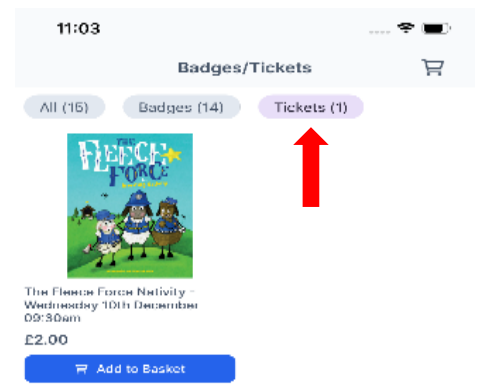 11:03
Badges/Tickets
All (15) Badges (14) Tickets (1)
THE
FLEECE
FORCE
The Fleece Force Nativity -
Wednesday 10th December
09:30am
£2.00
Add to Basket